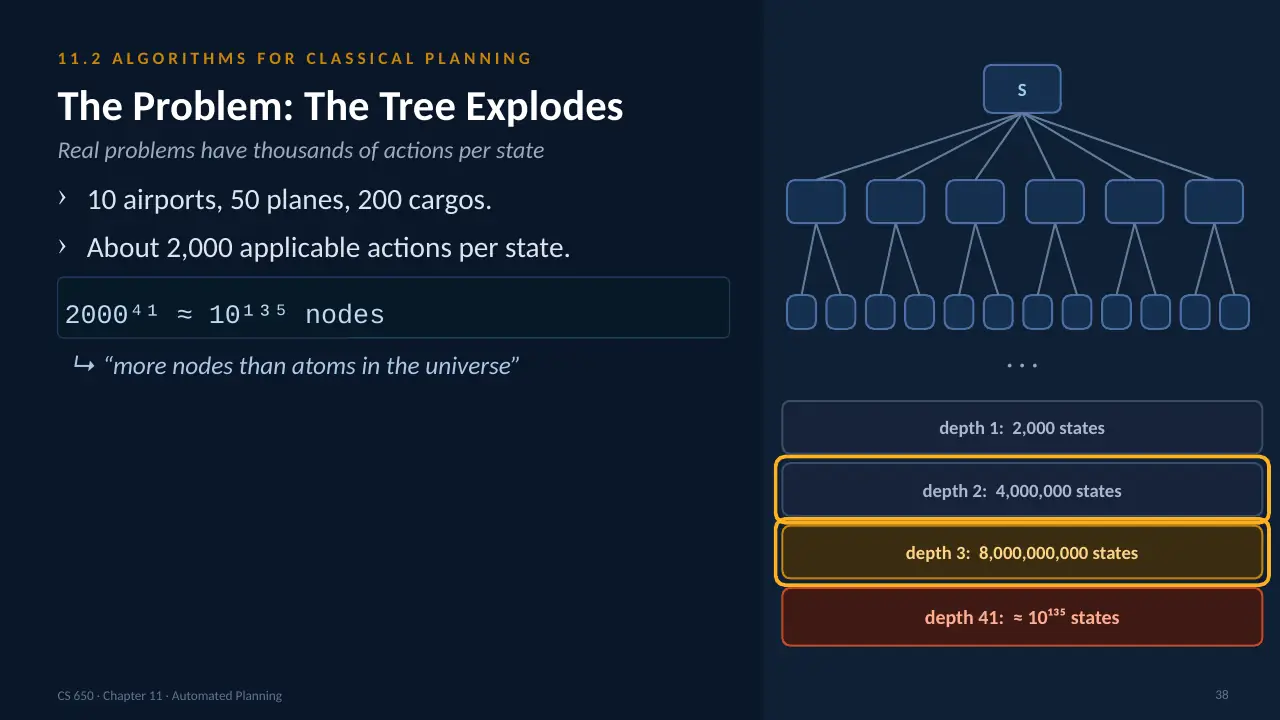 11.2 ALGORITHMS FOR CLASSICAL PLANNING
The Problem: The Tree Explodes
Real problems have thousands of actions per state
› 10 airports, 50 planes, 200 cargos.
› About 2,000 applicable actions per state.
2000⁴¹ ≈ 10¹³⁵ nodes
↪ “more nodes than atoms in the universe”
S
· · ·
depth 1: 2,000 states
depth 2: 4,000,000 states
depth 3: 8,000,000,000 states
depth 41: ≈ 10¹³⁵ states
CS 650 · Chapter 11 · Automated Planning
38